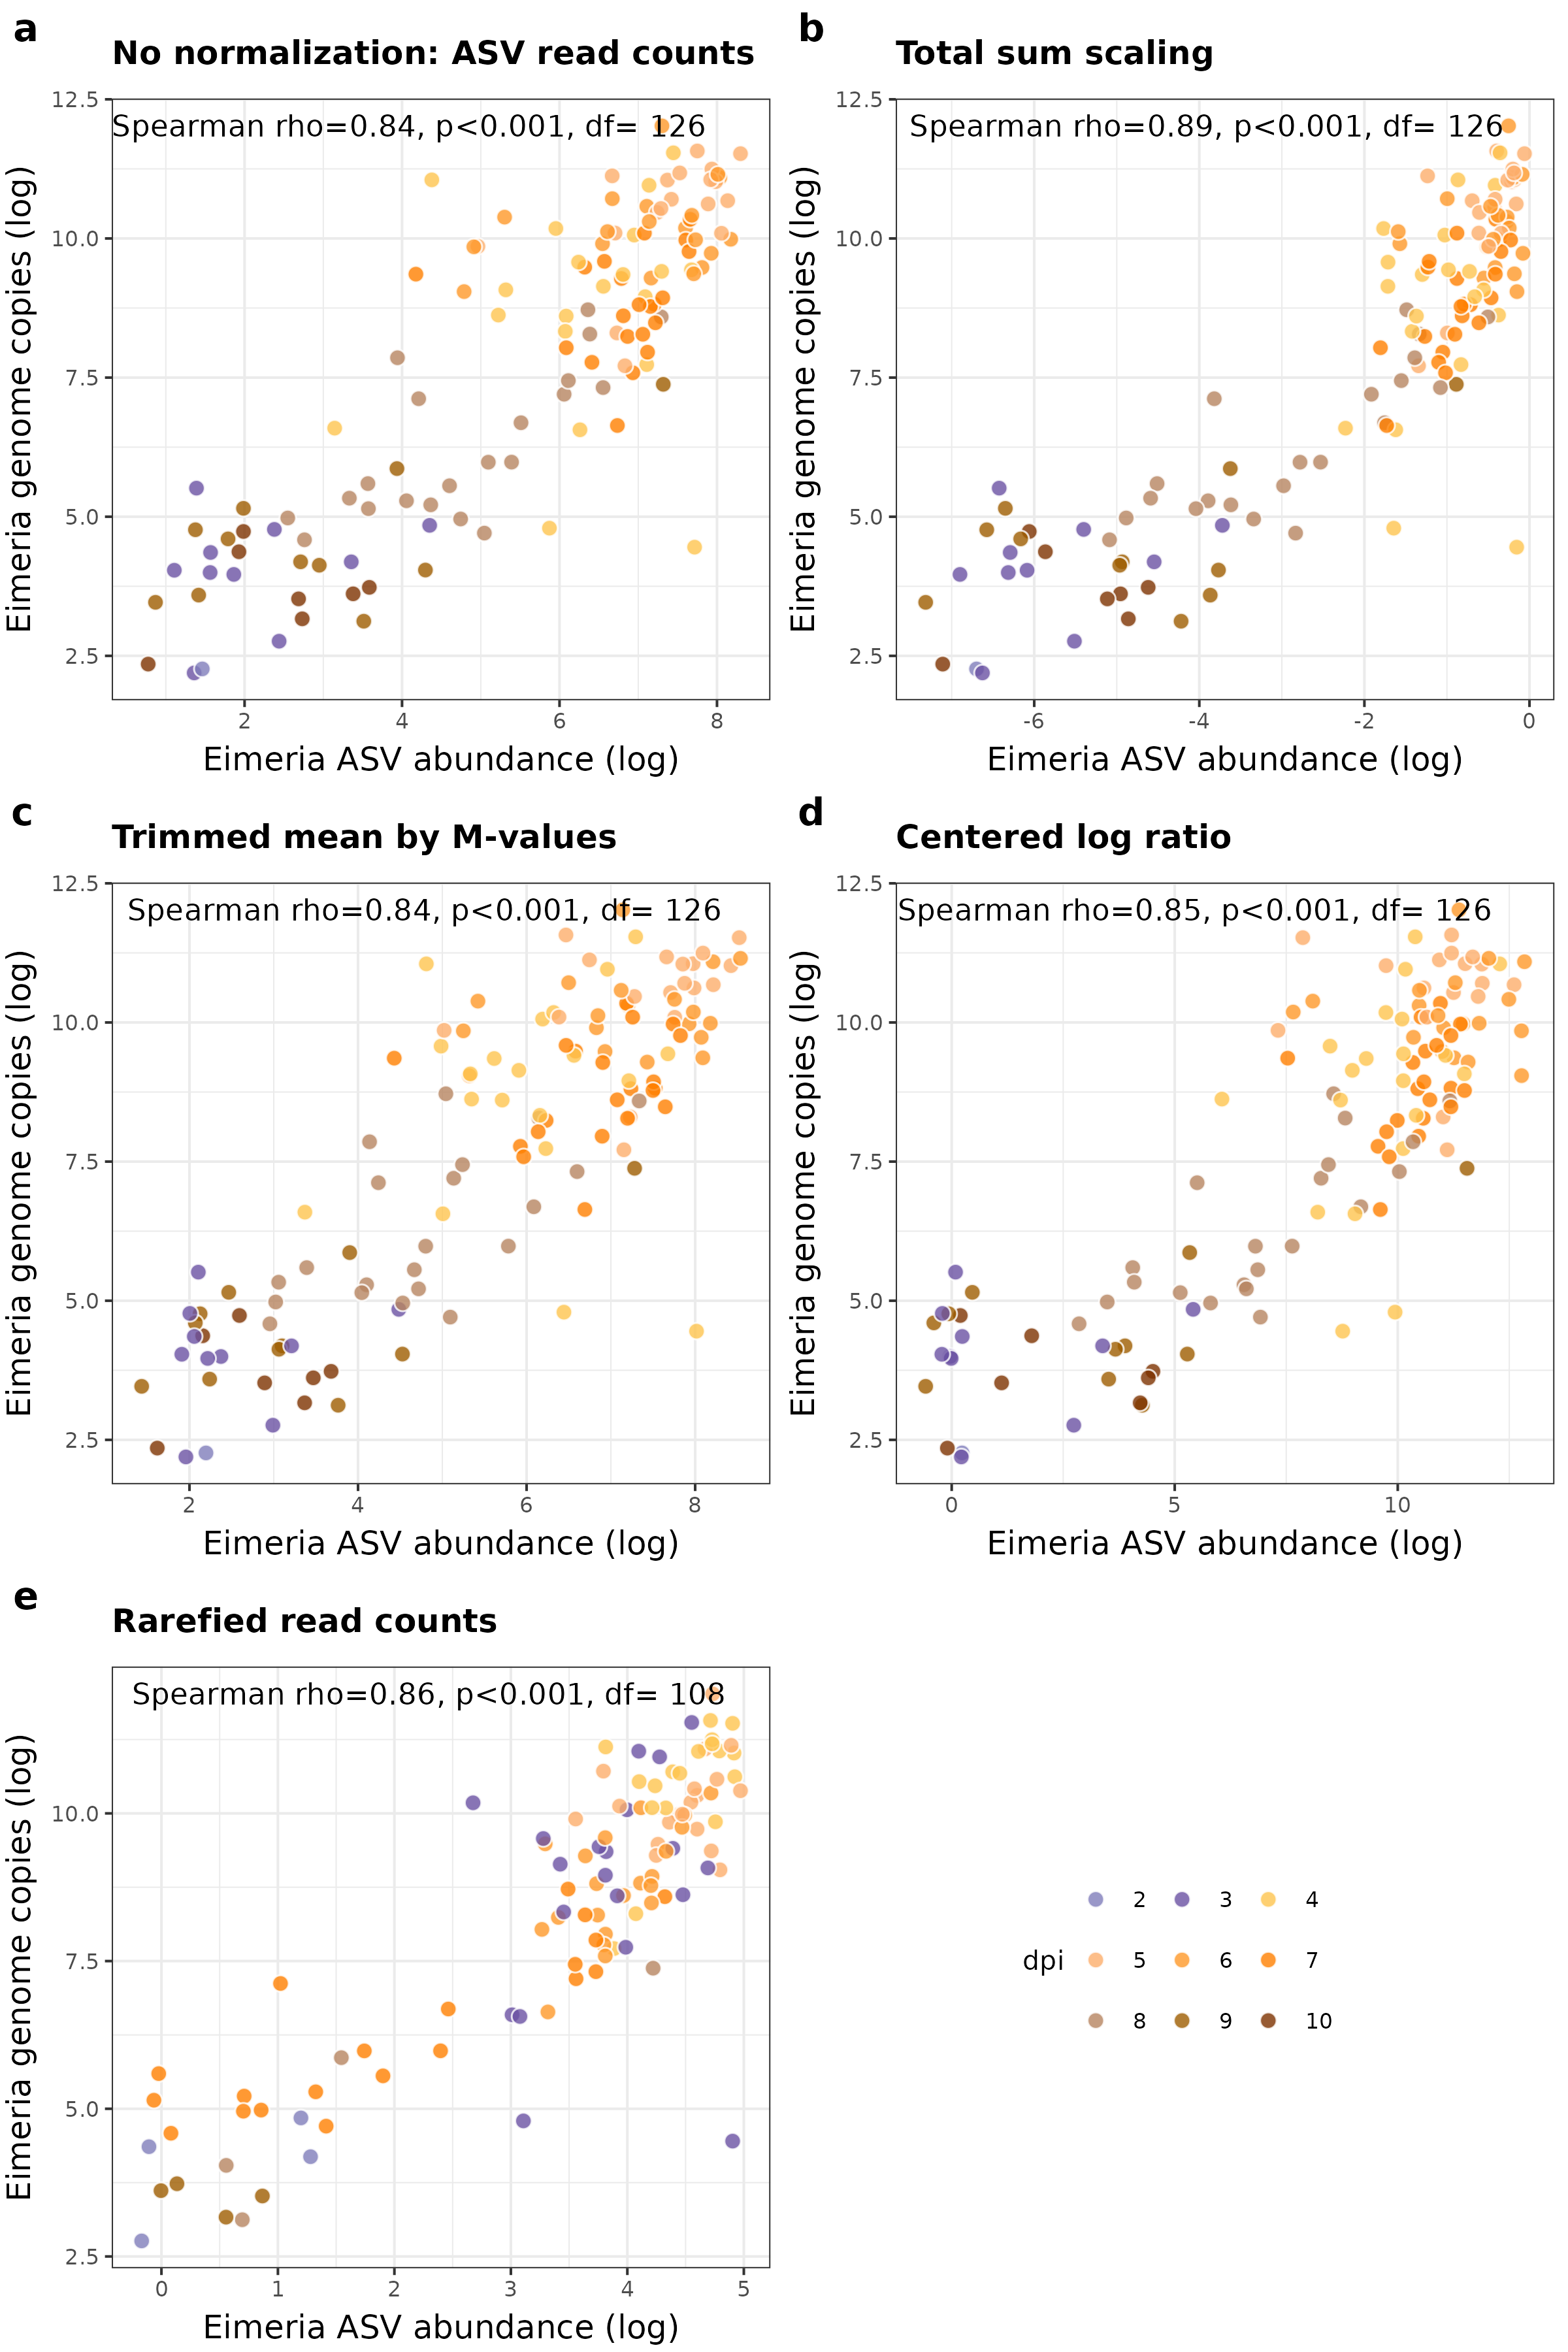 a
No normalization: ASV read counts
Spearman rho=0.84, p<0.001, df= 126
12.5
10.0
7.5
5.0
2.5
Eimeria genome copies (log)
2 4 6 8
Eimeria ASV abundance (log)
b
Total sum scaling
Spearman rho=0.89, p<0.001, df= 126
12.5
10.0
7.5
5.0
2.5
Eimeria genome copies (log)
-6 -4 -2 0
Eimeria ASV abundance (log)
c
Trimmed mean by M-values
Spearman rho=0.84, p<0.001, df= 126
12.5
10.0
7.5
5.0
2.5
Eimeria genome copies (log)
2 4 6 8
Eimeria ASV abundance (log)
d
Centered log ratio
Spearman rho=0.85, p<0.001, df= 126
12.5
10.0
7.5
5.0
2.5
Eimeria genome copies (log)
0 5 10
Eimeria ASV abundance (log)
e
Rarefied read counts
Spearman rho=0.86, p<0.001, df= 108
10.0
7.5
5.0
2.5
Eimeria genome copies (log)
0 1 2 3 4 5
Eimeria ASV abundance (log)
dpi
2 3 4
5 6 7
8 9 10